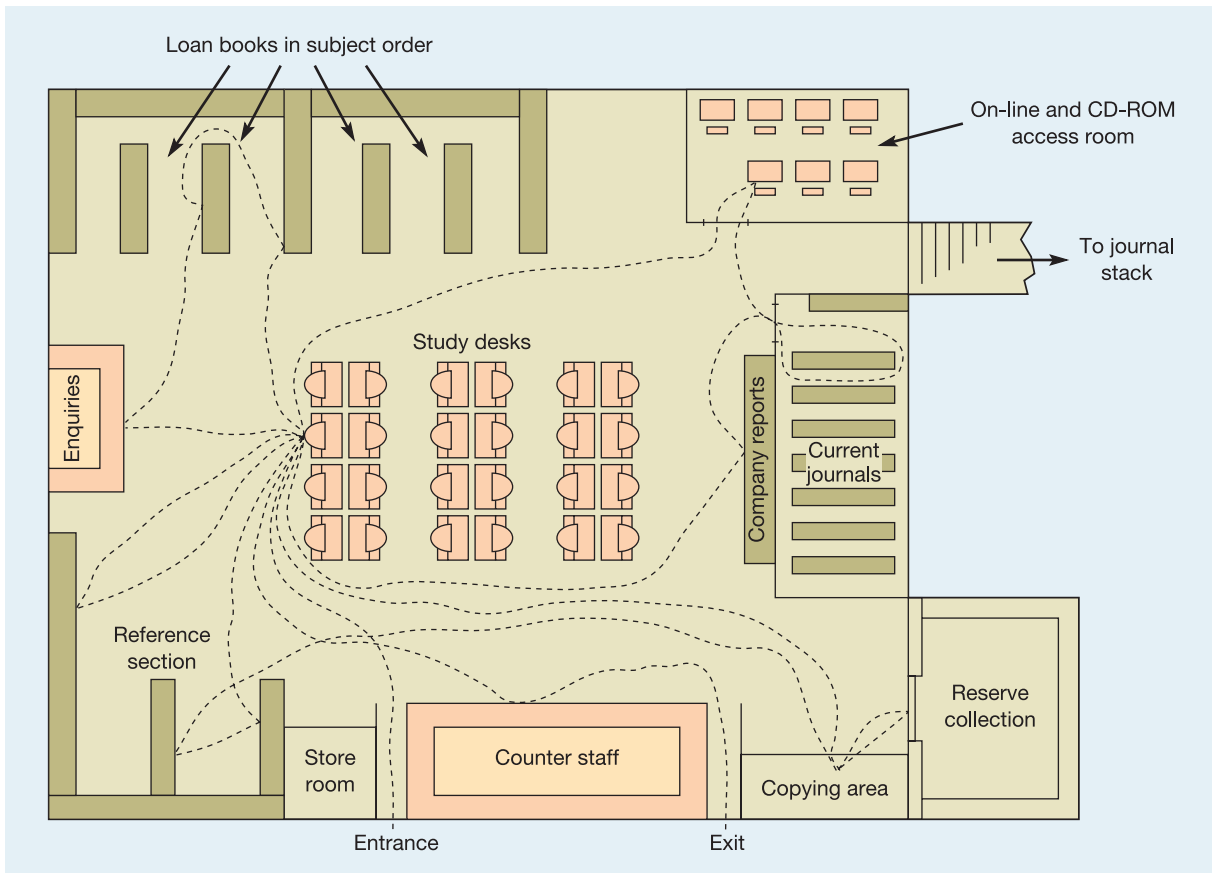 Loan books in subject order
On-line and CD-ROM
access room
To journal
stack
Study desks
Enquiries
Company reports
Current
journals
Reference
section
Reserve
collection
Store
room
Counter staff
Copying area
Entrance
Exit